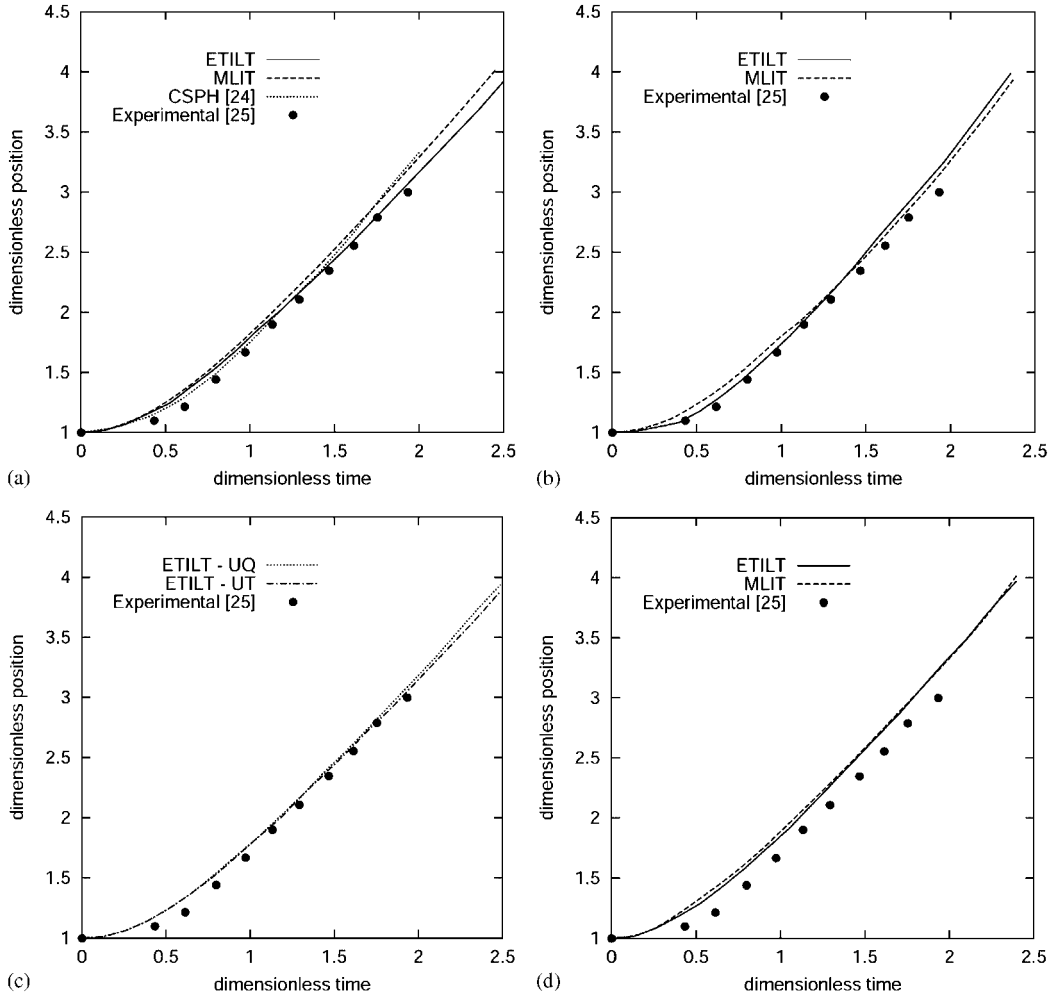 4.5
4
3.5
3
2.5
2
1.5
1
dimensionless position
ETILT
MLIT
CSPH [24]
Experimental [25]
0
0.5
1
1.5
2
2.5
dimensionless time
(a)
4.5
4
3.5
3
2.5
2
1.5
1
dimensionless position
ETILT
MLIT
Experimental [25]
0
0.5
1
1.5
2
2.5
dimensionless time
(b)
4.5
4
3.5
3
2.5
2
1.5
1
dimensionless position
ETILT - UQ
ETILT - UT
Experimental [25]
0
0.5
1
1.5
2
2.5
dimensionless time
(c)
4.5
4
3.5
3
2.5
2
1.5
1
dimensionless position
ETILT
MLIT
Experimental [25]
0
0.5
1
1.5
2
2.5
dimensionless time
(d)